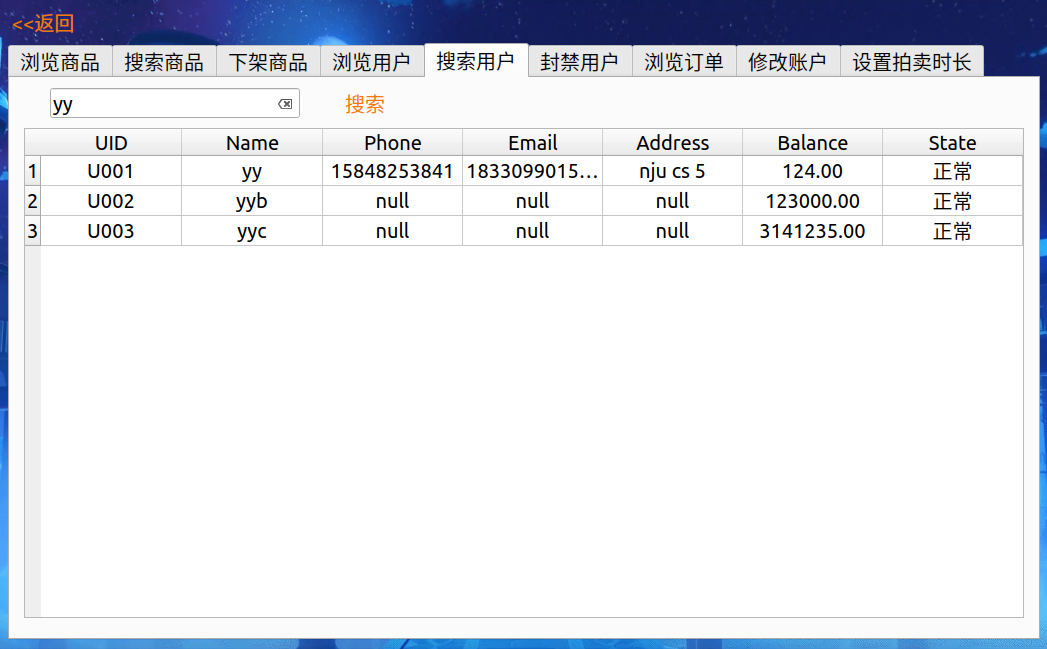 <<返回
浏览商品 搜索商品 下架商品 浏览用户 搜索用户 封禁用户 浏览订单 修改账户 设置拍卖时长
yy 搜索
UID Name Phone Email Address Balance State
1 U001 yy 15848253841 1833099015... nju cs 5 124.00 正常
2 U002 yyb null null null 123000.00 正常
3 U003 yyc null null null 3141235.00 正常